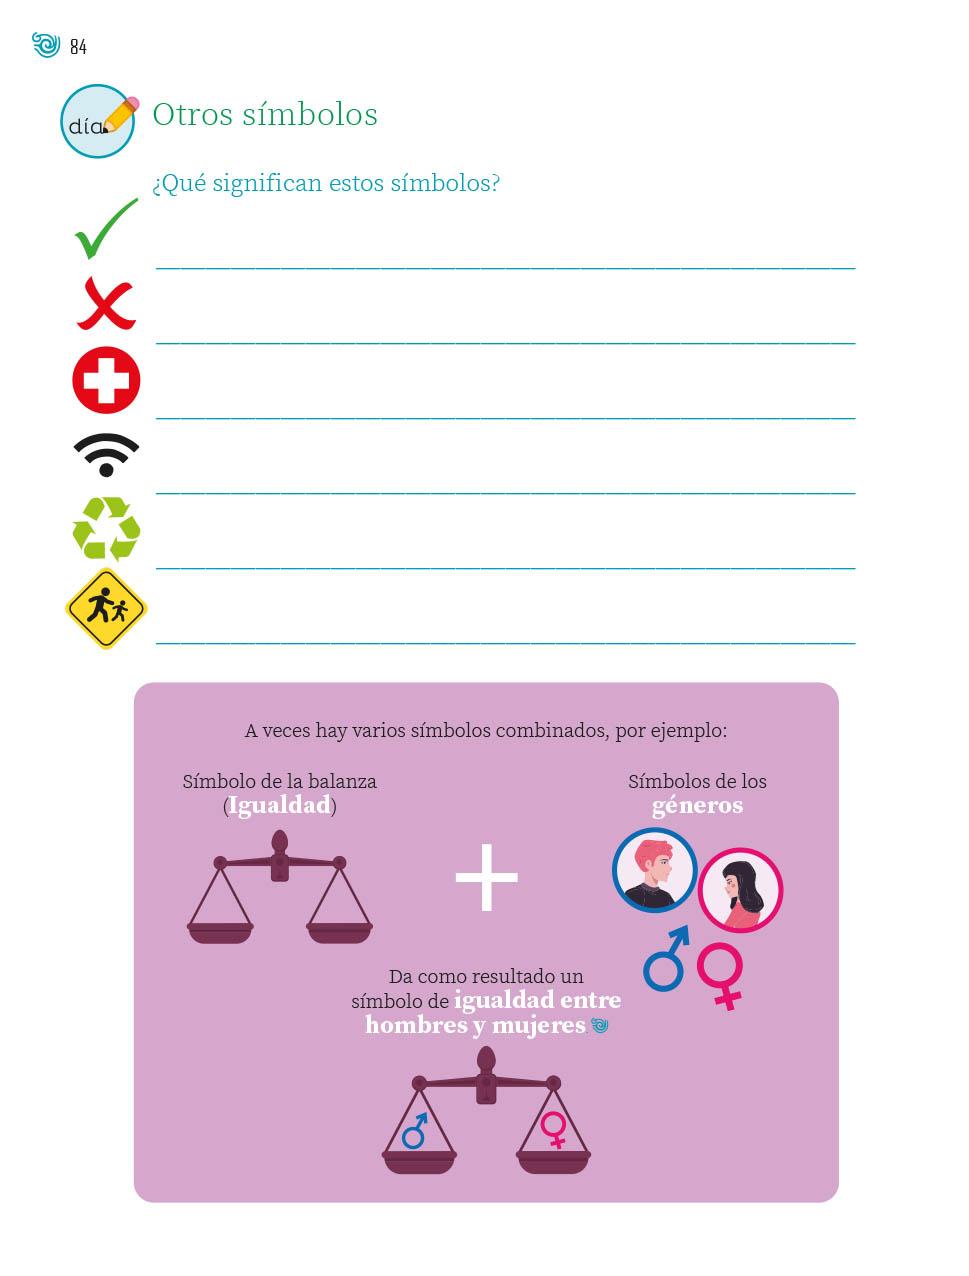 84
día
Otros símbolos
¿Qué significan estos símbolos?
A veces hay varios símbolos combinados, por ejemplo:
Símbolo de la balanza
(Igualdad)
Símbolos de los
géneros
Da como resultado un
símbolo de igualdad entre
hombres y mujeres